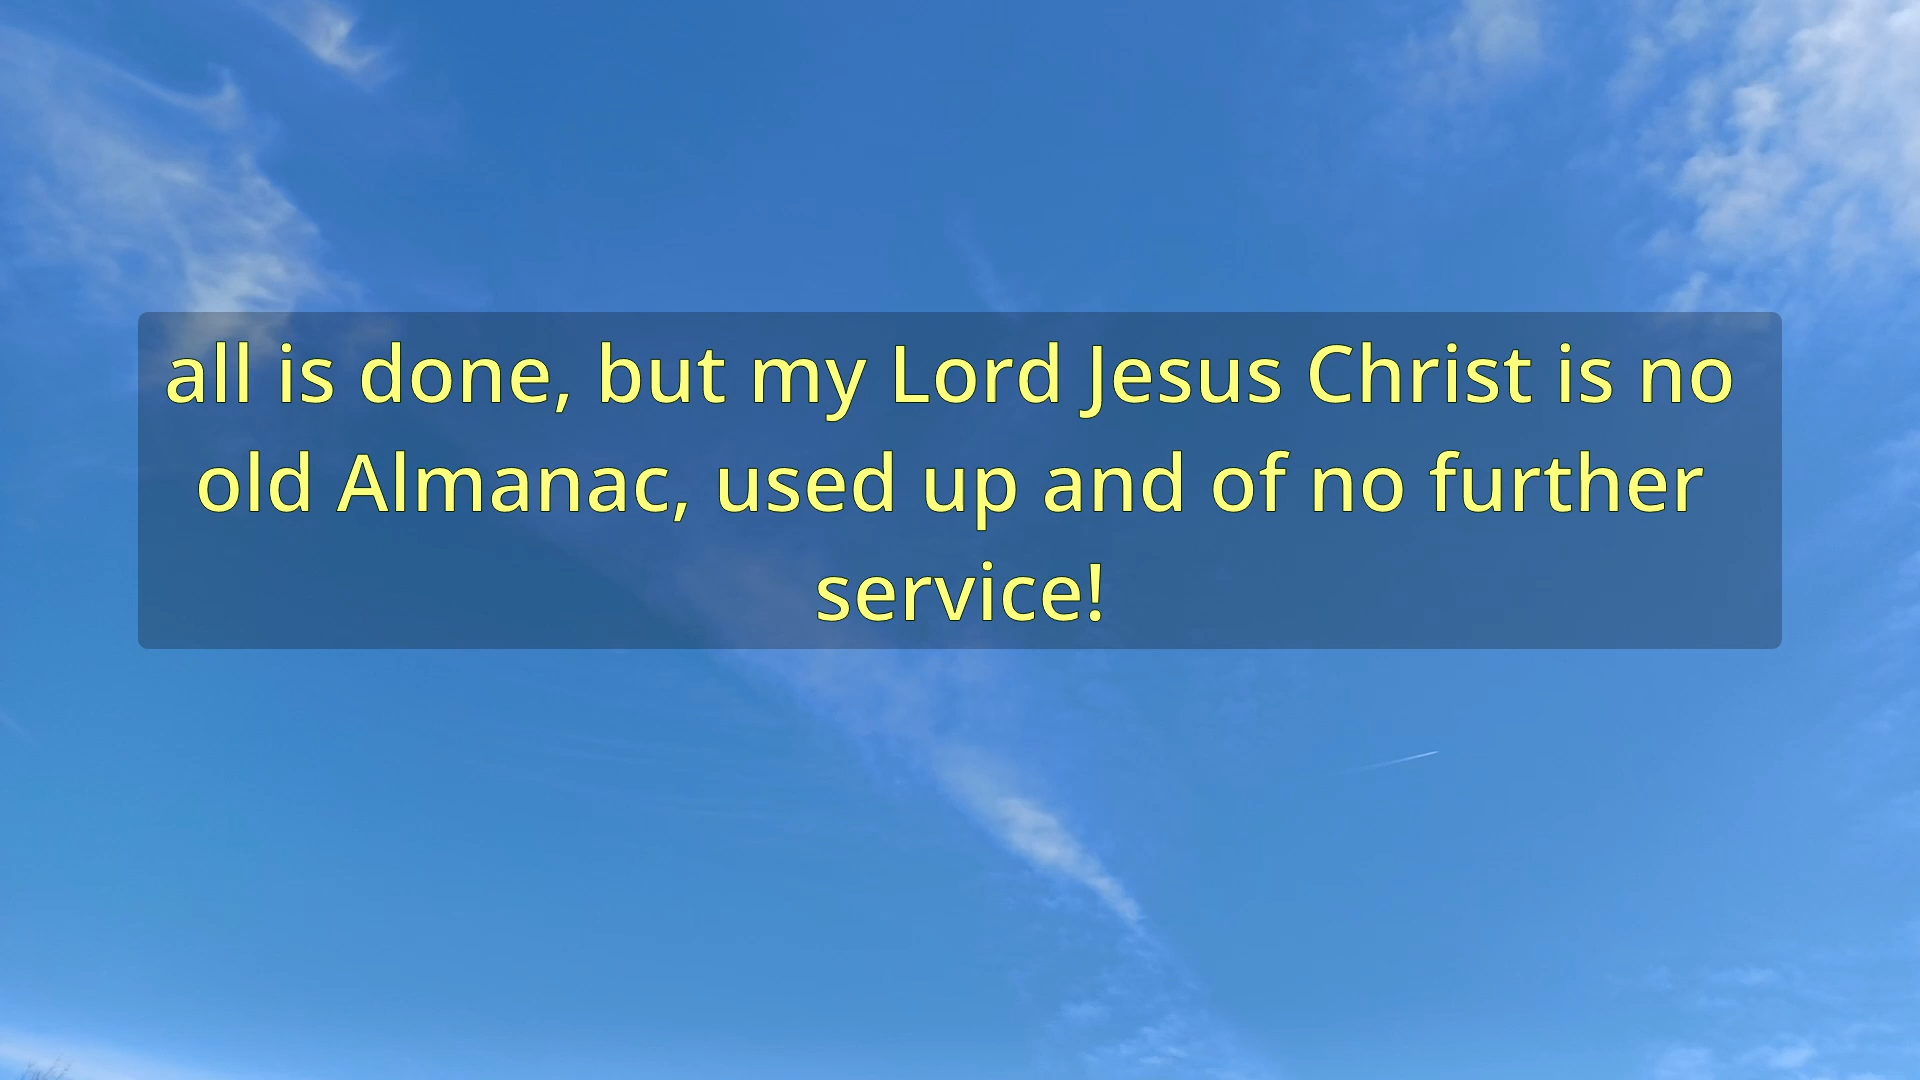 all is done, but my Lord Jesus Christ is no
old Almanac, used up and of no further
service!